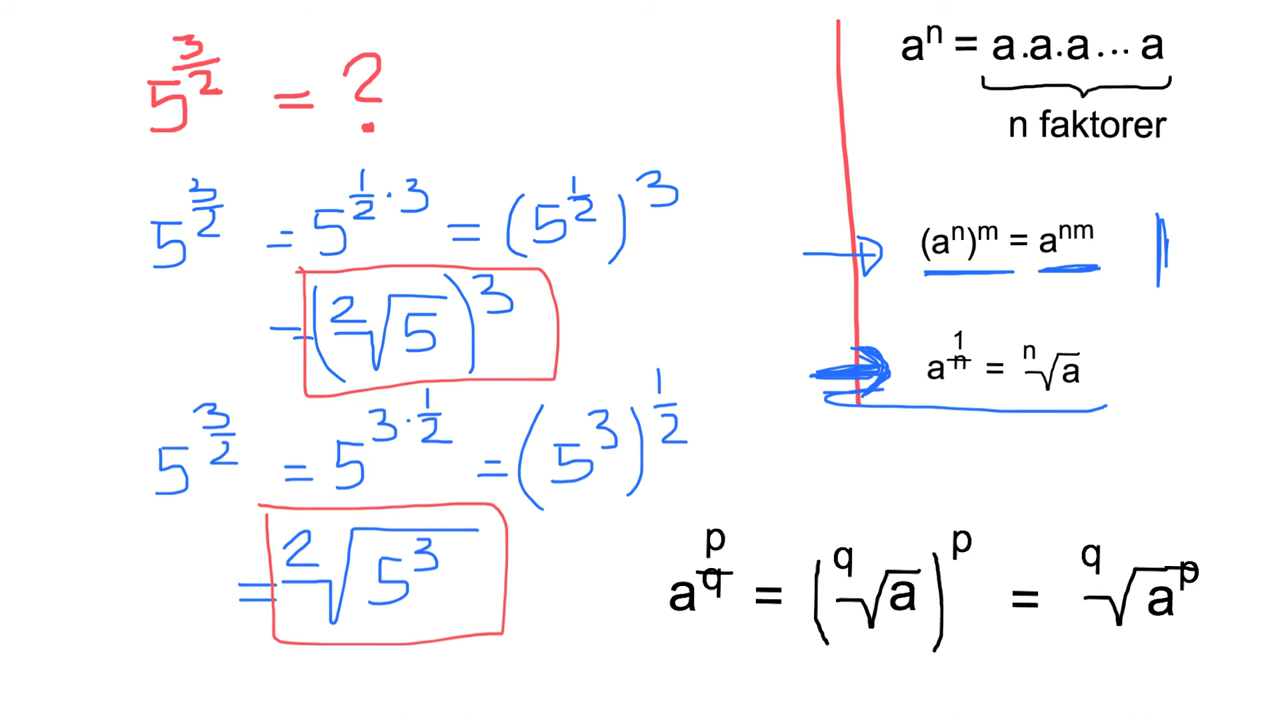 5^(3/2) = ?
5^(3/2) = 5^(1/2 · 3) = (5^(1/2))^3
= (²√5)^3
5^(3/2) = 5^(3 · 1/2) = (5^3)^(1/2)
= ²√(5^3)
a^n = a.a.a... a
n faktorer
(a^n)^m = a^(nm)
a^(1/n) = ⁿ√a
a^(p/q) = (q√a)^p = q√(a^p)